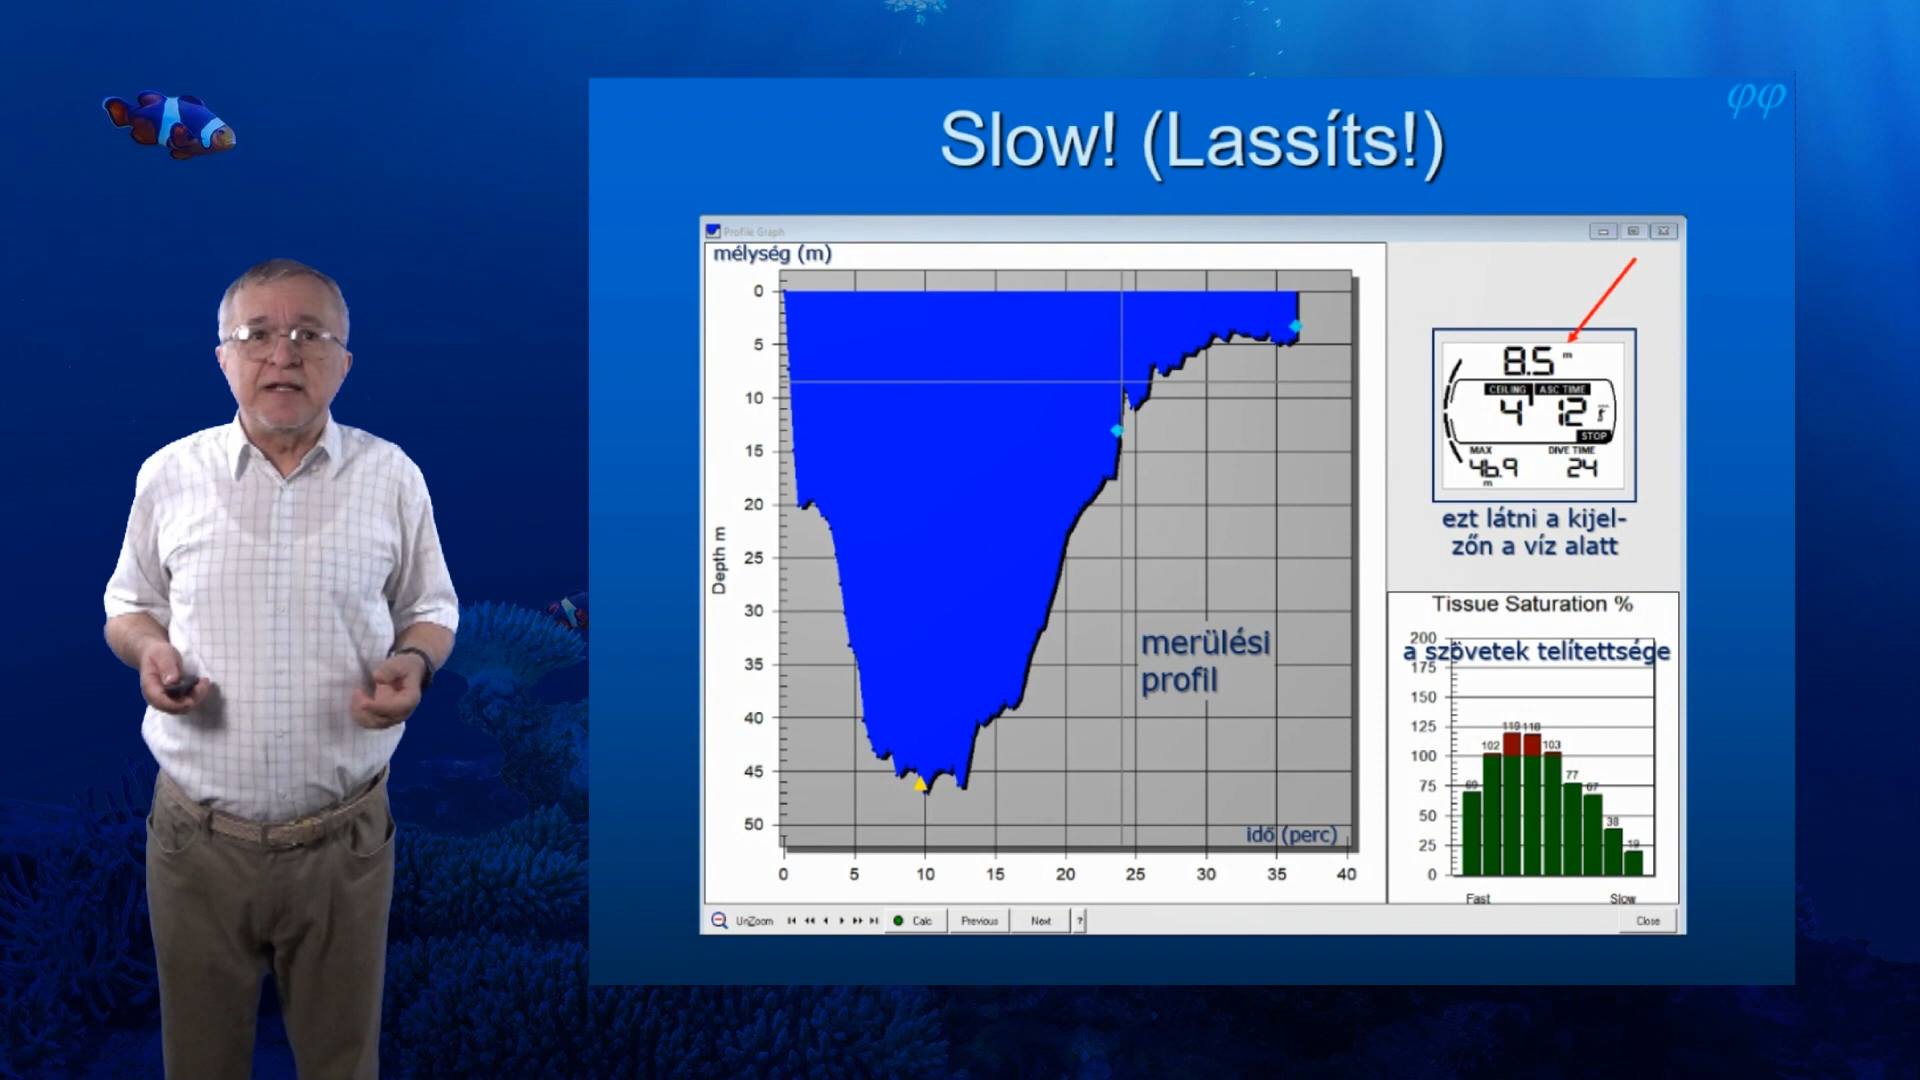 φφ
Slow! (Lassíts!)
Profile Graph
mélység (m)
0
5
10
15
20
25
30
35
40
45
50
Depth m
merülési
profil
idő (perc)
0 5 10 15 20 25 30 35 40
8.5 m
CEILING ASC TIME
4 12
STOP
MAX DIVE TIME
46.9 24
m
ezt látni a kijel-
zőn a víz alatt
Tissue Saturation %
a szövetek telítettsége
200
175
150
125
100
75
50
25
0
69 102 119 118 103 77 67 38 19
Fast Slow
UnZoom Calc Previous Next ? Close